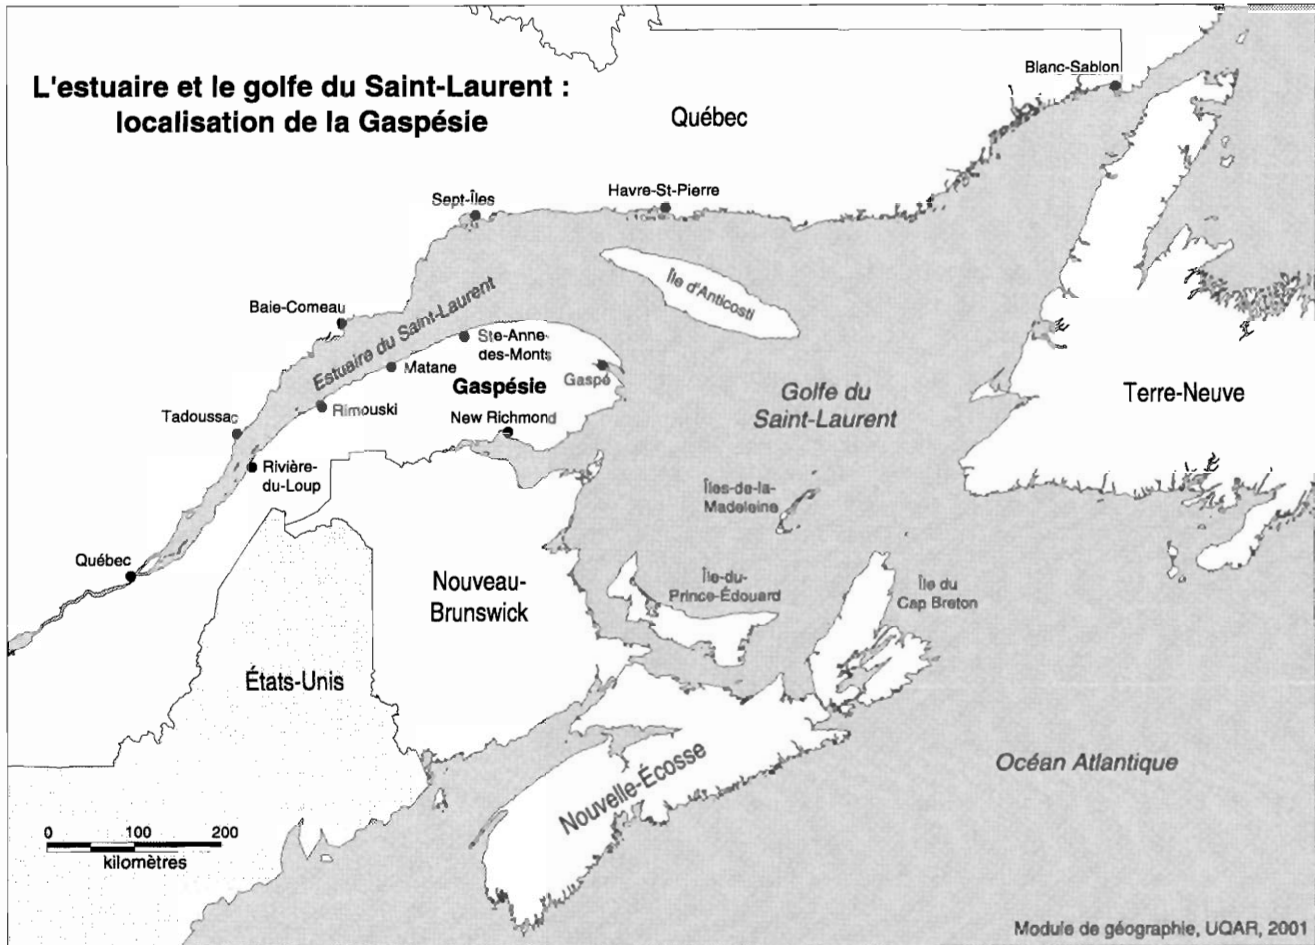 L'estuaire et le golfe du Saint-Laurent :
localisation de la Gaspésie
Blanc-Sablon
Québec
Sept-Îles
Havre-St-Pierre
Île d'Anticosti
Baie-Comeau
Estuaire du Saint-Laurent
Ste-Anne-
des-Monts
Matane
Gaspésie
Gaspé
Golfe du
Saint-Laurent
Terre-Neuve
Tadoussac
Rimouski
New Richmond
Rivière-
du-Loup
Îles-de-la-
Madeleine
Québec
Nouveau-
Brunswick
Île-du-
Prince-Édouard
Île du
Cap Breton
États-Unis
Nouvelle-Écosse
Océan Atlantique
0 100 200
kilomètres
Module de géographie, UQAR, 2001